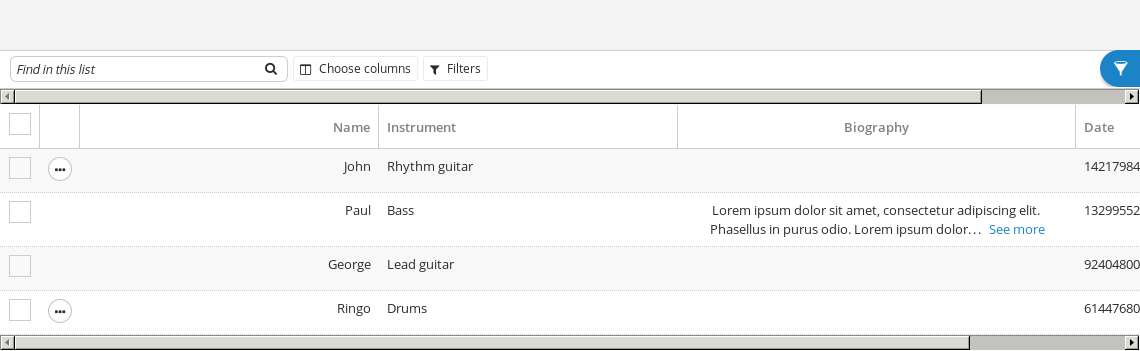 Find in this list
Choose columns
Filters
Name Instrument Biography Date
John Rhythm guitar 14217984
Paul Bass Lorem ipsum dolor sit amet, consectetur adipiscing elit. 13299552
Phasellus in purus odio. Lorem ipsum dolor... See more
George Lead guitar 92404800
Ringo Drums 61447680